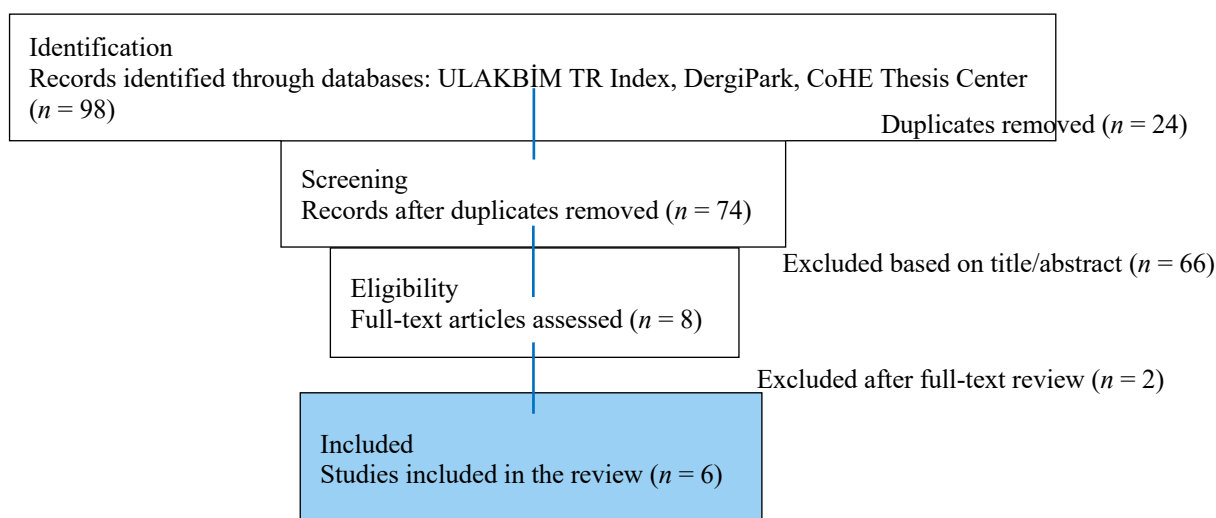 Identification
Records identified through databases: ULAKBİM TR Index, DergiPark, CoHE Thesis Center
(n = 98)
Duplicates removed (n = 24)
Screening
Records after duplicates removed (n = 74)
Excluded based on title/abstract (n = 66)
Eligibility
Full-text articles assessed (n = 8)
Excluded after full-text review (n = 2)
Included
Studies included in the review (n = 6)